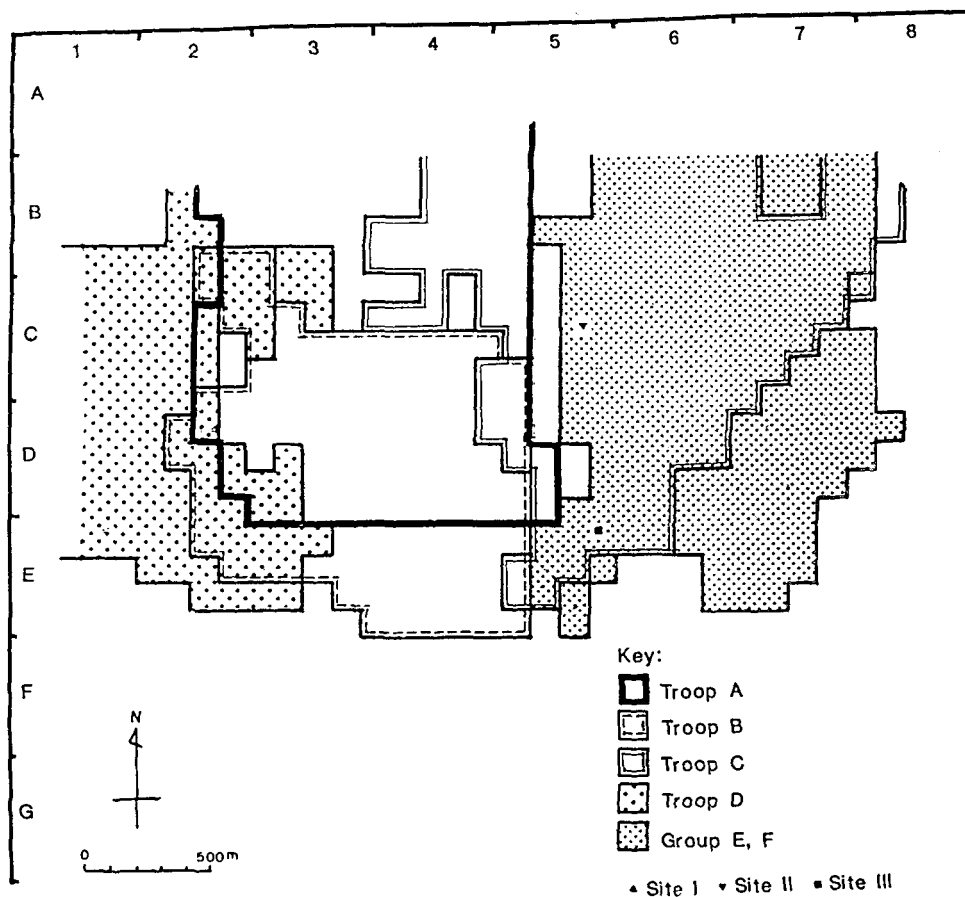 1 2 3 4 5 6 7 8
A
B
C
D
E
F
G
N
0 500m
Key:
Troop A
Troop B
Troop C
Troop D
Group E, F
▲ Site I ▼ Site II ■ Site III